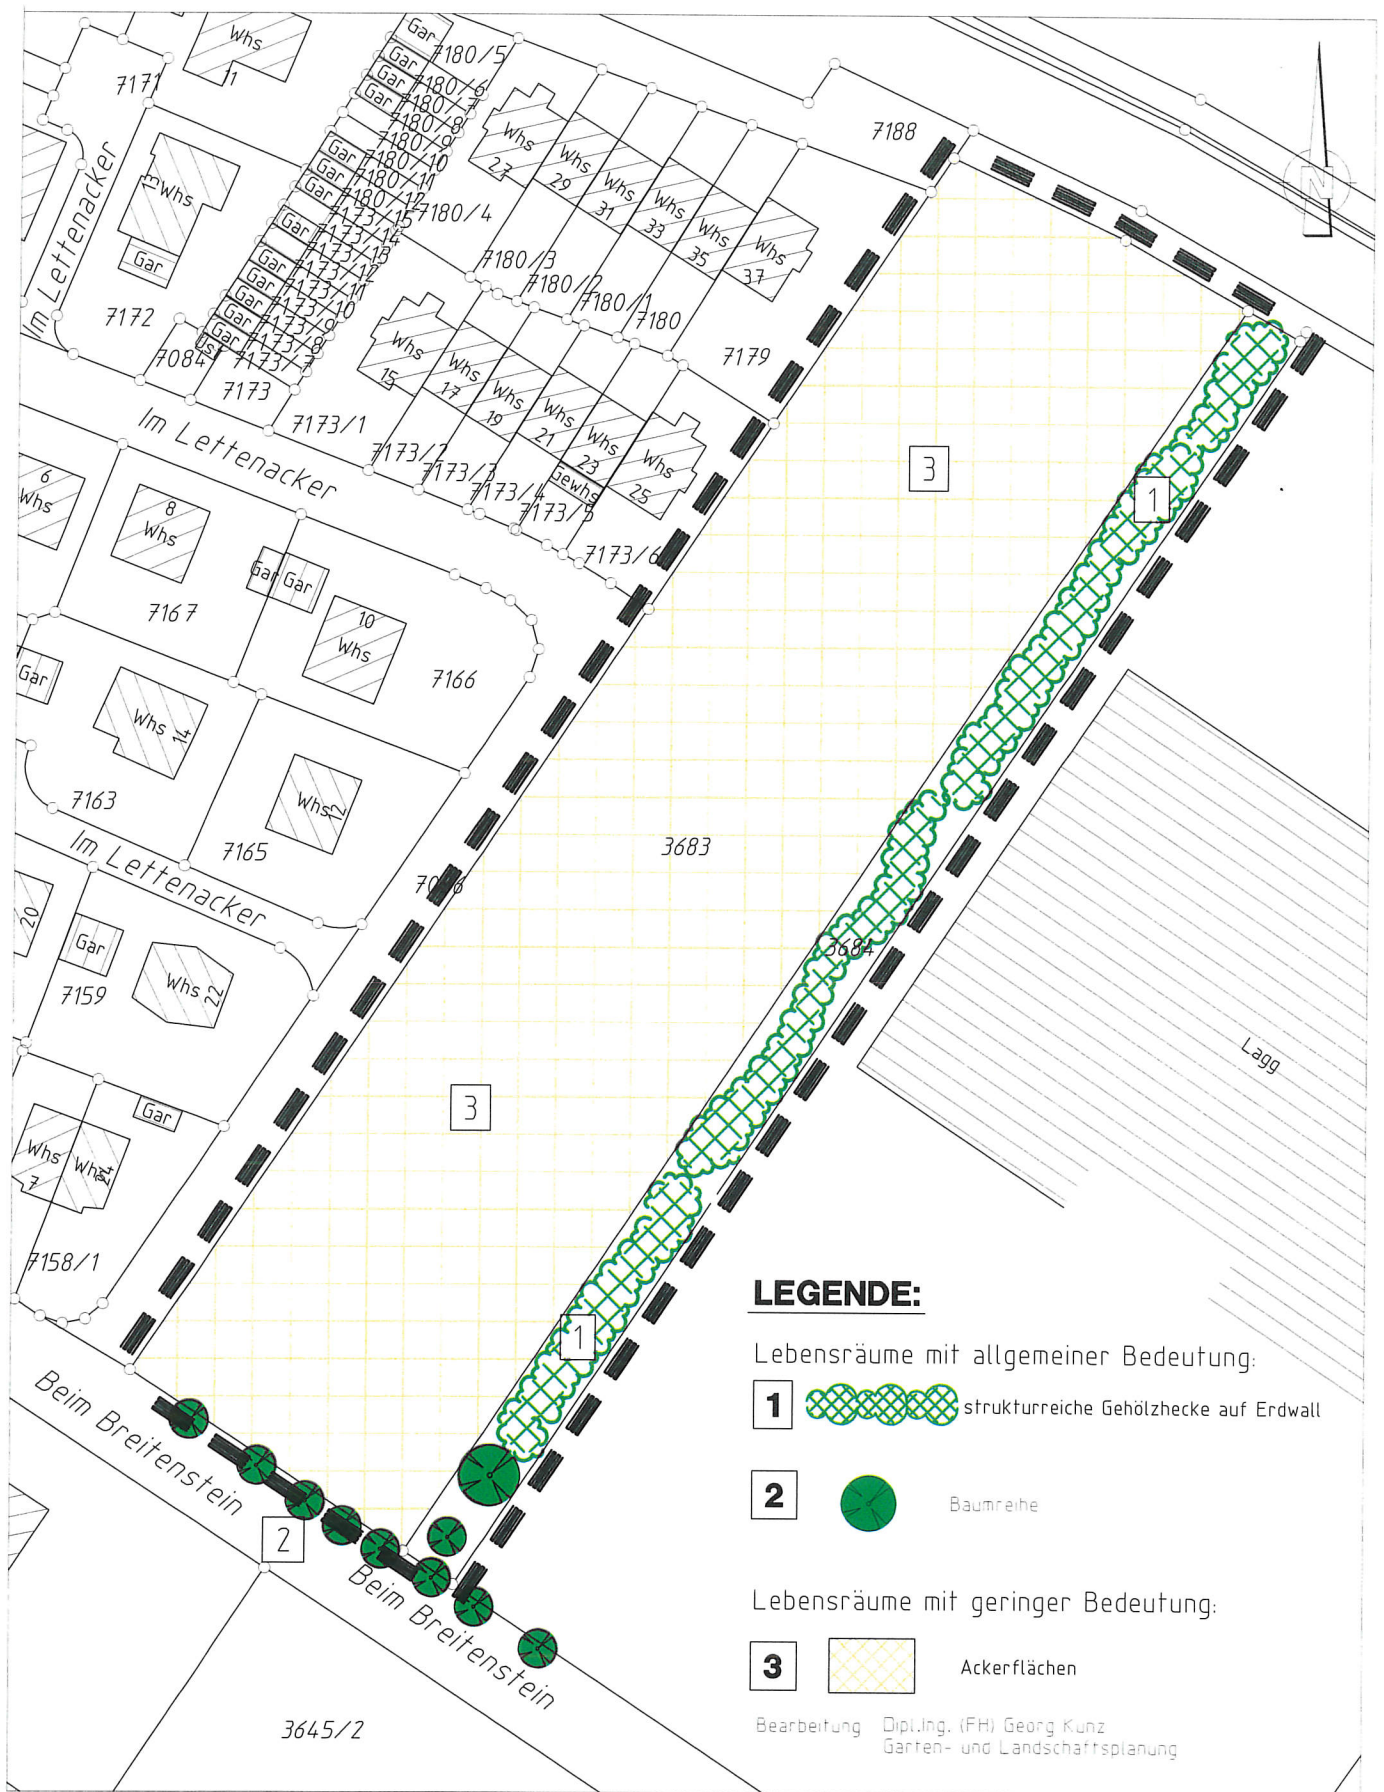 Whs
11
7171
13
Whs
Gar
7172
7084
Im Lettenacker
Gar
7180/5
Gar
7180/6
Gar
7180/7
Gar
7180/8
7180/9
Gar
7180/10
Gar
7180/11
Gar
7180/12
7180/4
7173/15
Gar
7173/14
7173/13
Gar
7173/12
Gar
7173/11
Gar
7173/10
Gar
7173/9
Gar
7173/8
7173/7
7173
7173/1
7173/2
7173/3
7173/4
7173/5
7173/6
Whs
27
Whs
29
Whs
31
Whs
33
Whs
35
Whs
37
7180/3
7180/2
7180/1
7180
7179
7188
N
Whs
15
Whs
17
Whs
19
Whs
21
Whs
23
Whs
25
Gewhs
Im Lettenacker
6
Whs
8
Whs
7167
Gar
Gar
10
Whs
7166
Gar
Whs
14
7163
Whs
12
7165
Im Lettenacker
20
Gar
7159
Whs
22
Gar
Whs
7
Whs
24
7158/1
3
1
3683
3684
3
1
Lagg
Beim Breitenstein
2
Beim Breitenstein
3645/2
LEGENDE:
Lebensräume mit allgemeiner Bedeutung:
1 strukturreiche Gehölzhecke auf Erdwall
2 Baumreihe
Lebensräume mit geringer Bedeutung:
3 Ackerflächen
Bearbeitung Dipl.Ing. (FH) Georg Kunz
Garten- und Landschaftsplanung